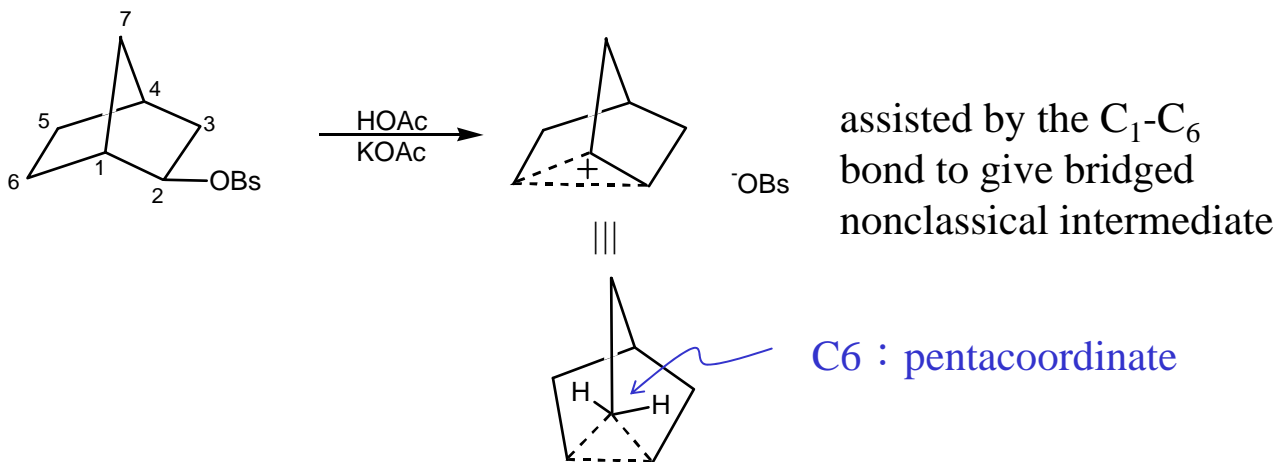 7
4
5
3
6
1
2
OBs
HOAc
KOAc
+
-OBs
assisted by the C1-C6
bond to give bridged
nonclassical intermediate
H
H
C6：pentacoordinate